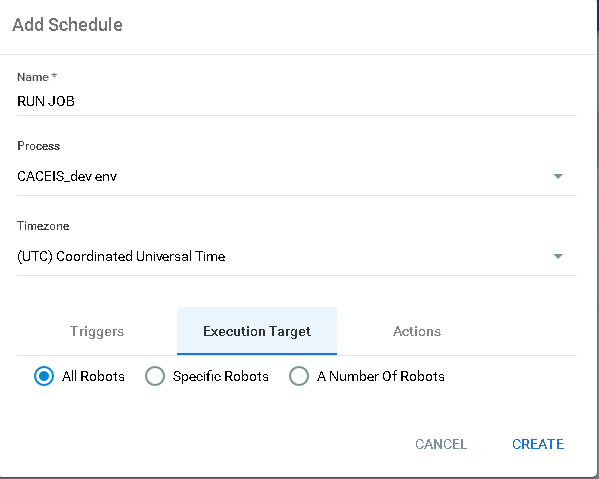 Add Schedule
Name *
RUN JOB
Process
CACEIS_dev env
Timezone
(UTC) Coordinated Universal Time
Triggers Execution Target Actions
All Robots Specific Robots A Number Of Robots
CANCEL CREATE